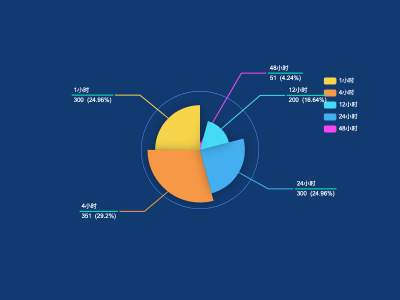 48小时
51 (4.24%)
12小时
200 (16.64%)
1小时
300 (24.96%)
24小时
300 (24.96%)
4小时
351 (29.2%)
1小时
4小时
12小时
24小时
48小时